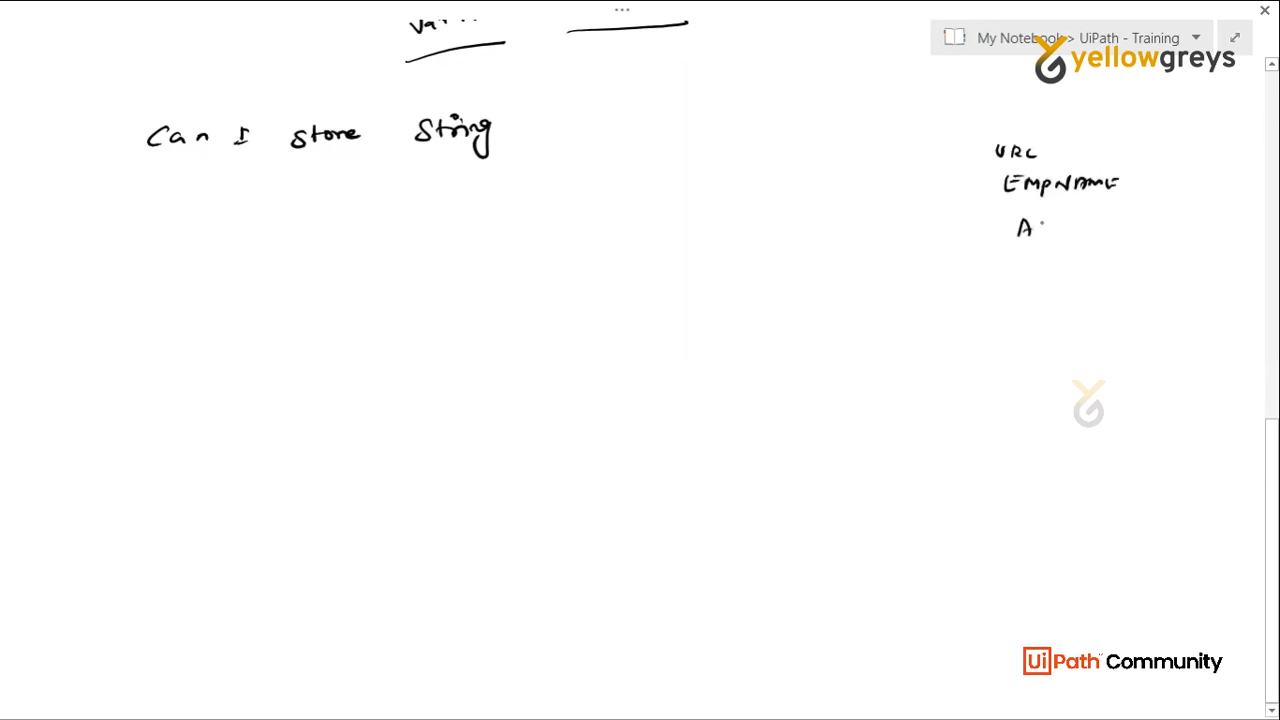 My Notebook > UiPath - Training
yellowgreys
Can I store String
URL
EMPNAME
A
UiPath Community